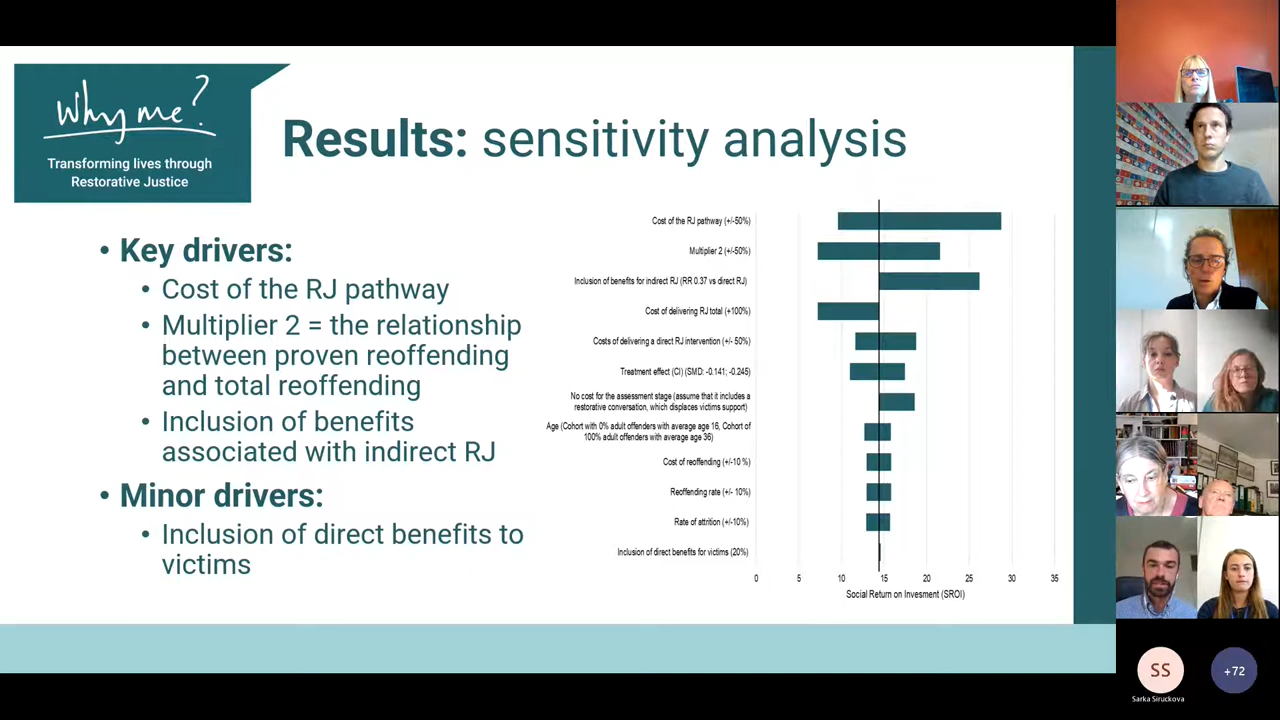 Why me?
Transforming lives through
Restorative Justice
Results: sensitivity analysis
• Key drivers:
• Cost of the RJ pathway
• Multiplier 2 = the relationship
between proven reoffending
and total reoffending
• Inclusion of benefits
associated with indirect RJ
• Minor drivers:
• Inclusion of direct benefits to
victims
Cost of the RJ pathway (+/-50%)
Multiplier 2 (+/-50%)
Inclusion of benefits for indirect RJ (RR 0.37 vs direct RJ)
Cost of delivering RJ total (+100%)
Costs of delivering a direct RJ intervention (+/- 50%)
Treatment effect (CI) (SMD: -0.141; -0.245)
No cost for the assessment stage (assume that it includes a
restorative conversation, which displaces victims support)
Age (Cohort with 0% adult offenders with average age 16, Cohort of
100% adult offenders with average age 36)
Cost of reoffending (+/-10 %)
Reoffending rate (+/- 10%)
Rate of attrition (+/-10%)
Inclusion of direct benefits for victims (20%)
0 5 10 15 20 25 30 35
Social Return on Invesment (SROI)
SS
Sarka Siruckova
+72